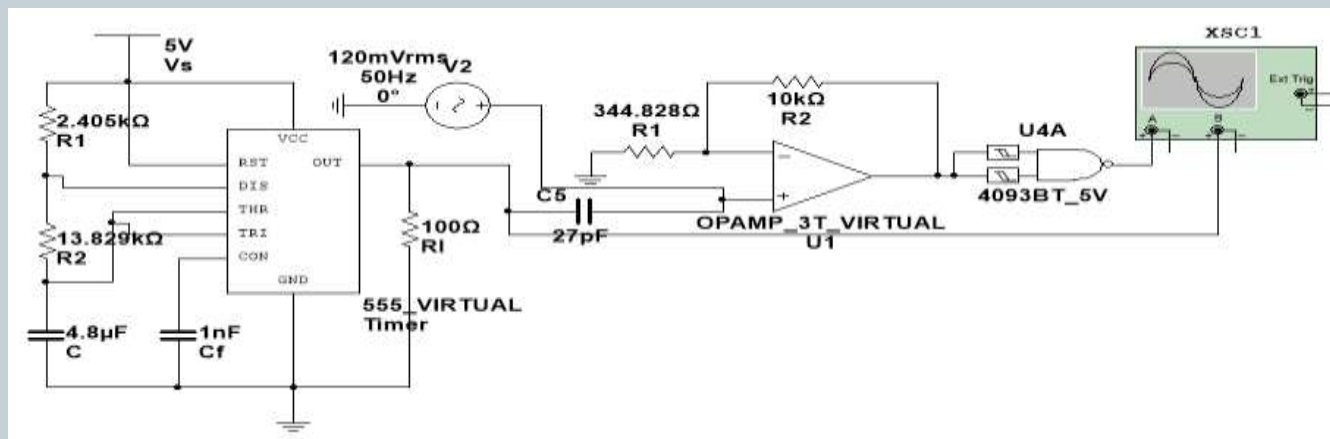 XSC1
5V
Vs
120mVrms
V2
50Hz
0°
Ext Trig
A
B
2.405kΩ
R1
344.828Ω
R1
10kΩ
R2
U4A
4093BT_5V
VCC
RST
OUT
DIS
THR
TRI
CON
GND
13.829kΩ
R2
100Ω
Rl
C5
27pF
OPAMP_3T_VIRTUAL
U1
555_VIRTUAL
Timer
4.8µF
C
1nF
Cf